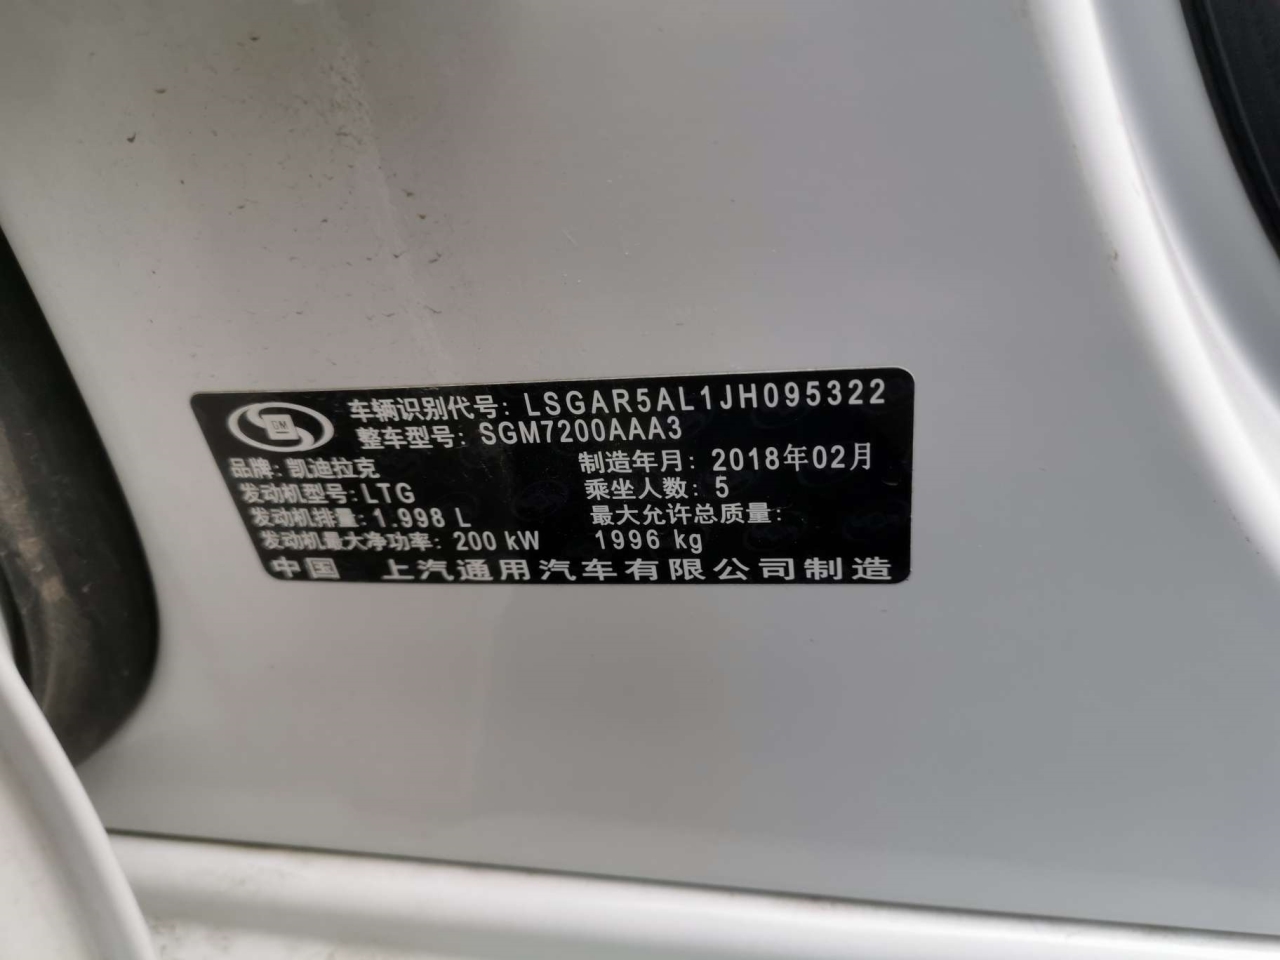 GM
车辆识别代号: LSGAR5AL1JH095322
整车型号: SGM7200AAA3
品牌: 凯迪拉克
制造年月: 2018年02月
发动机型号: LTG
乘坐人数: 5
发动机排量: 1.998 L
最大允许总质量:
发动机最大净功率: 200 kW
1996 kg
中国 上汽通用汽车有限公司制造